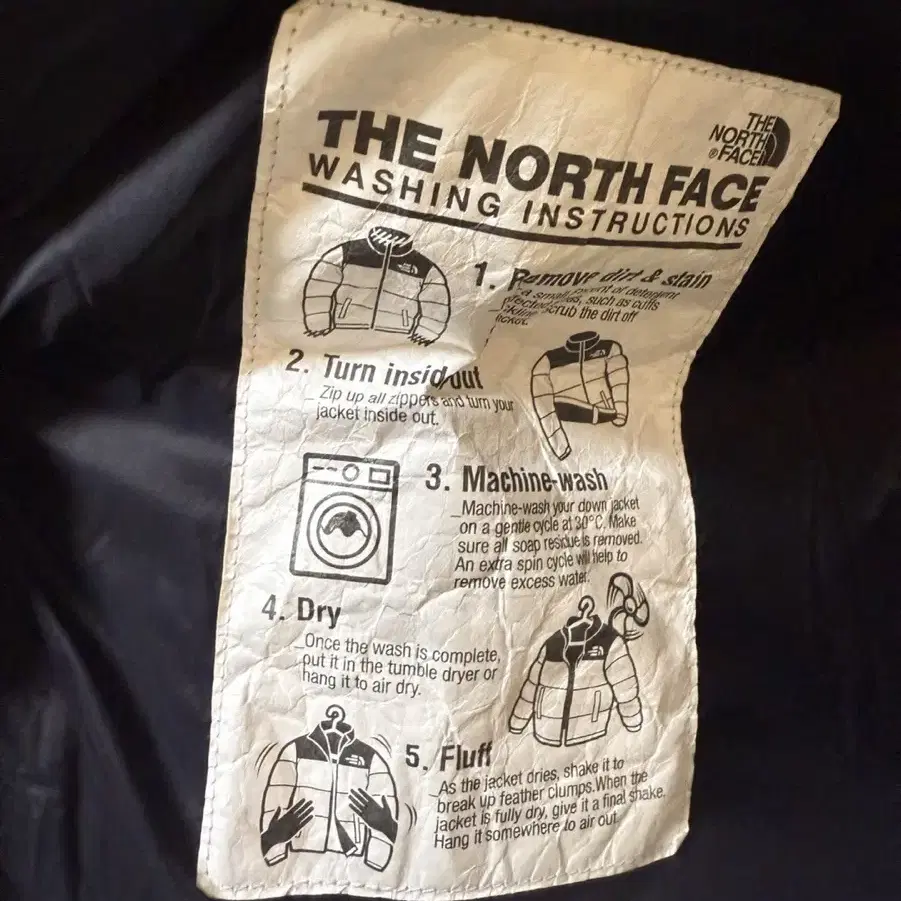 THE NORTH FACE
WASHING INSTRUCTIONS
THE
NORTH
®FACE
1. Remove dirt & stain
a small of detergent
such as cuffs
scrub the dirt off
2. Turn inside out
_Zip up all zippers and turn your
jacket inside out.
3. Machine-wash
_Machine-wash your down jacket
on a gentle cycle at 30°C. Make
sure all soap residue is removed.
An extra spin cycle will help to
remove excess water.
4. Dry
_Once the wash is complete,
put it in the tumble dryer or
hang it to air dry.
5. Fluff
_As the jacket dries, shake it to
break up feather clumps.When the
jacket is fully dry, give it a final shake.
Hang it somewhere to air out.